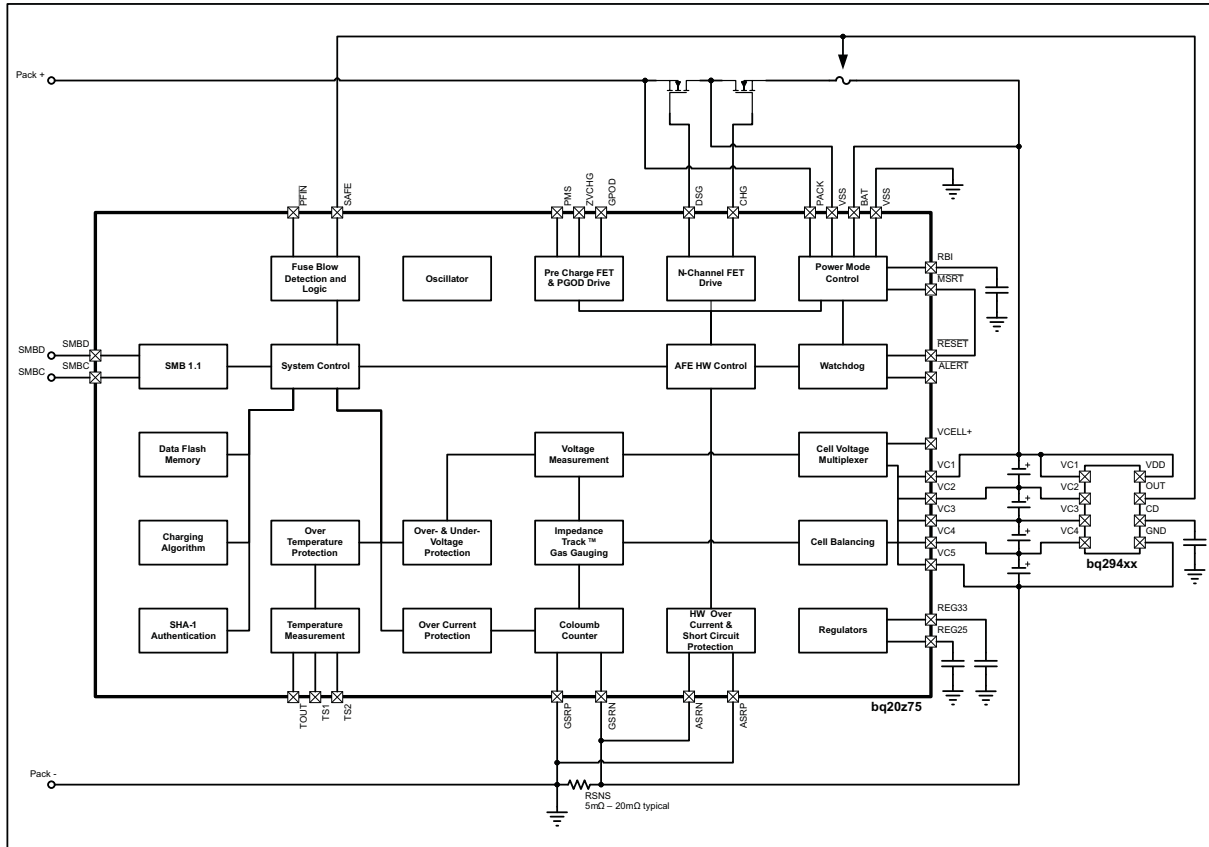 Pack +
PFIN
SAFE
PMS
ZVCHG
GPOD
DSG
CHG
PACK
VSS
BAT
VSS
Fuse Blow
Detection and
Logic
Oscillator
Pre Charge FET
& PGOD Drive
N-Channel FET
Drive
Power Mode
Control
RBI
MSRT
SMBD
SMBD
SMBC
SMBC
SMB 1.1
System Control
AFE HW Control
Watchdog
RESET
ALERT
Data Flash
Memory
Voltage
Measurement
Cell Voltage
Multiplexer
VCELL+
VC1
VC2
VC3
VC4
VC5
VC1
VC2
VC3
VC4
VDD
OUT
CD
GND
bq294xx
Charging
Algorithm
Over
Temperature
Protection
Over- & Under-
Voltage
Protection
Impedance
Track ™
Gas Gauging
Cell Balancing
SHA-1
Authentication
Temperature
Measurement
Over Current
Protection
Coloumb
Counter
HW Over
Current &
Short Circuit
Protection
Regulators
REG33
REG25
TOUT
TS1
TS2
GSRP
GSRN
ASRN
ASRP
bq20z75
Pack -
RSNS
5mΩ – 20mΩ typical